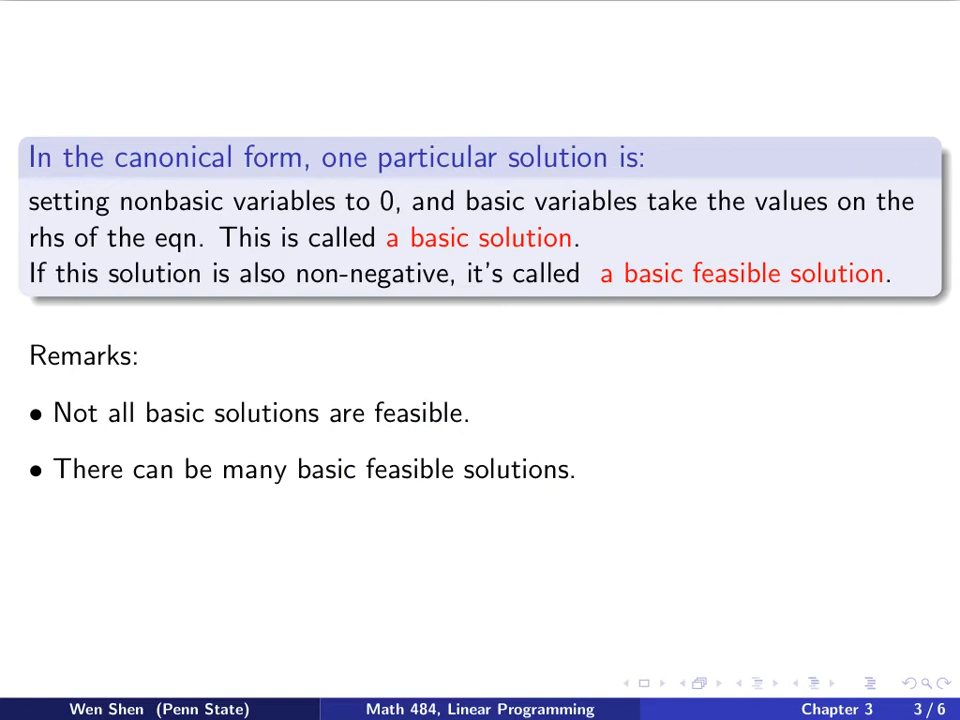 In the canonical form, one particular solution is:
setting nonbasic variables to 0, and basic variables take the values on the
rhs of the eqn. This is called a basic solution.
If this solution is also non-negative, it's called a basic feasible solution.
Remarks:
• Not all basic solutions are feasible.
• There can be many basic feasible solutions.
Wen Shen (Penn State) Math 484, Linear Programming Chapter 3 3 / 6